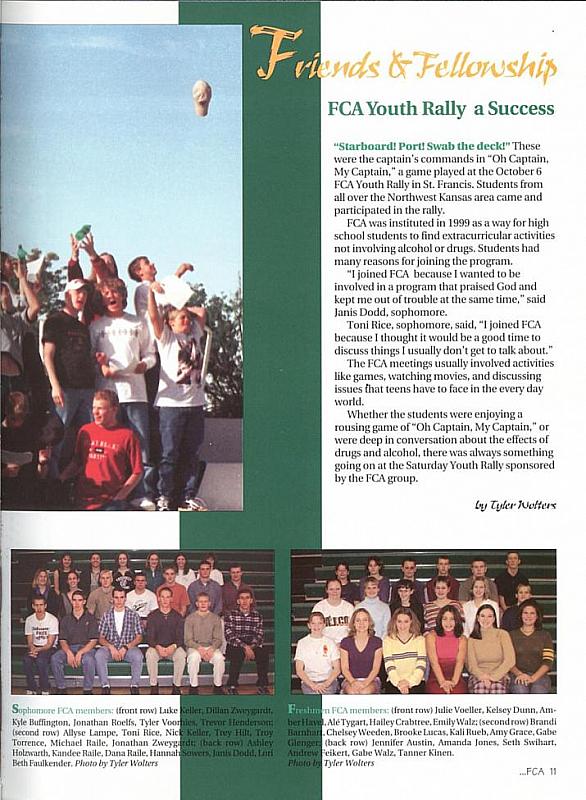 Friends & Fellowship
FCA Youth Rally a Success
"Starboard! Port! Swab the deck!" These
were the captain's commands in "Oh Captain,
My Captain," a game played at the October 6
FCA Youth Rally in St. Francis. Students from
all over the Northwest Kansas area came and
participated in the rally.
FCA was instituted in 1999 as a way for high
school students to find extracurricular activities
not involving alcohol or drugs. Students had
many reasons for joining the program.
"I joined FCA because I wanted to be
involved in a program that praised God and
kept me out of trouble at the same time," said
Janis Dodd, sophomore.
Toni Rice, sophomore, said, "I joined FCA
because I thought it would be a good time to
discuss things I usually don't get to talk about."
The FCA meetings usually involved activities
like games, watching movies, and discussing
issues that teens have to face in the every day
world.
Whether the students were enjoying a
rousing game of "Oh Captain, My Captain," or
were deep in conversation about the effects of
drugs and alcohol, there was always something
going on at the Saturday Youth Rally sponsored
by the FCA group.
by Tyler Wolters
Sophomore FCA members: (front row) Luke Keller, Dillan Zweygardt,
Kyle Buffington, Jonathan Roelfs, Tyler Voorhies, Trevor Henderson;
(second row) Allyse Lampe, Toni Rice, Nick Keller, Trey Hilt, Troy
Torrence, Michael Raile, Jonathan Zweygardt; (back row) Ashley
Holzwarth, Kandee Raile, Dana Raile, Hannah Sowers, Janis Dodd, Lori
Beth Faulkender. Photo by Tyler Wolters
Freshmen FCA members: (front row) Julie Voeller, Kelsey Dunn, Am-
ber Havel, Alé Tygart, Hailey Crabtree, Emily Walz; (second row) Brandi
Barnhart, Chelsey Weeden, Brooke Lucas, Kali Rueb, Amy Grace, Gabe
Glenger; (back row) Jennifer Austin, Amanda Jones, Seth Swihart,
Andrew Feikert, Gabe Walz, Tanner Kinen.
Photo by Tyler Wolters
...FCA 11